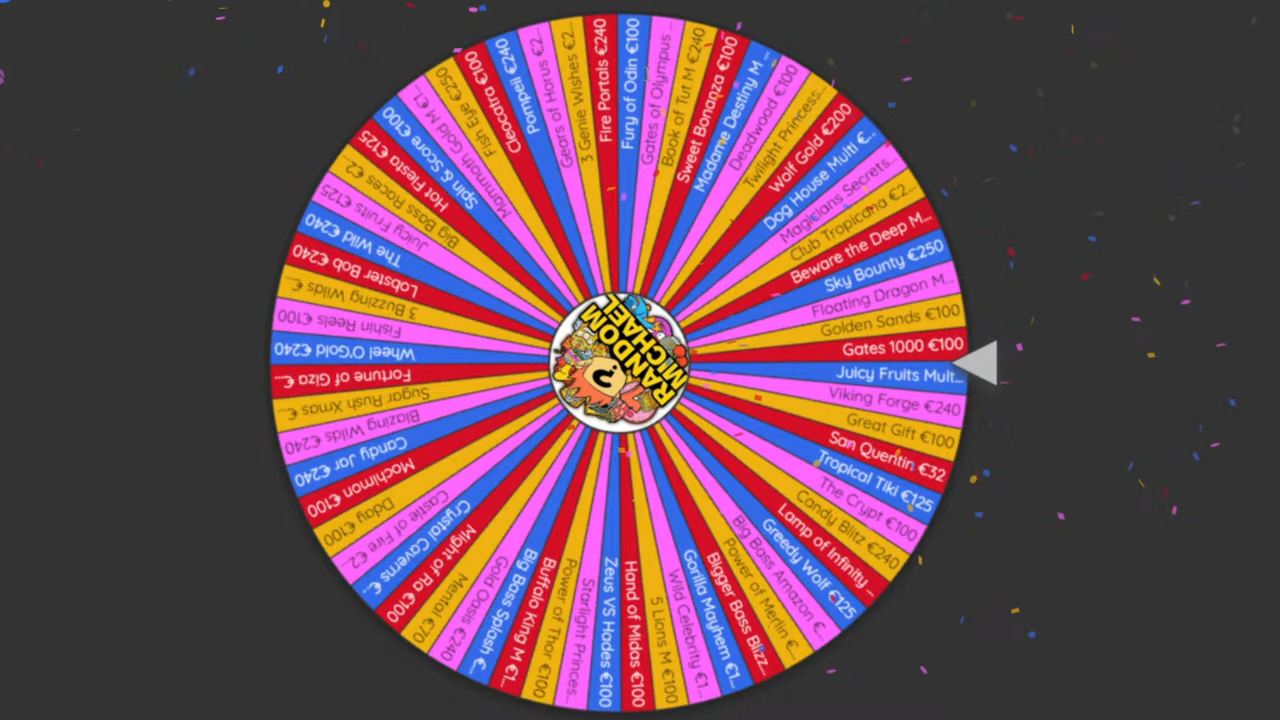 Fury of Odin €100
Gates of Olympus ...
Book of Tut M €240
Sweet Bonanza €100
Madame Destiny M ...
Deadwood €100
Twilight Princess...
Wolf Gold €200
Dog House Multi €...
Magicians Secrets...
Club Tropicana €2...
Beware the Deep M...
Sky Bounty €250
Floating Dragon M...
Golden Sands €100
Gates 1000 €100
Juicy Fruits Mult...
Viking Forge €240
Great Gift €100
San Quentin €32
Tropical Tiki €125
The Crypt €100
Candy Blitz €240
Lamp of Infinity ...
Greedy Wolf €125
Big Bass Amazon €...
Power of Merlin €...
Bigger Bass Blizz...
Gorilla Mayhem €1...
Wild Celebrity €1...
5 Lions M €100
Hand of Midas €100
Zeus VS Hades €100
Starlight Princes...
Power of Thor €100
Buffalo King M €1...
Big Bass Splash €...
Gold Oasis €240
Mental €70
Might of Ra €100
Crystal Caverns €...
Castle of Fire €2...
Dday €100
Mochimon €100
Candy Jar €240
Blazing Wilds €240
Sugar Rush Xmas €...
Fortune of Giza €...
Wheel O'Gold €240
Fishin Reels €100
3 Buzzing Wilds €...
Lobster Bob €240
The Wild €240
Juicy Fruits €125
Big Bass Races €2...
Hot Fiesta €125
Spin & Score €100
Mammoth Gold M €1...
Fish Eye €250
Cleocatra €100
Pompeii €240
Gears of Horus €2...
3 Genie Wishes €2...
Fire Portals €240
RANDOM
MICHAEL